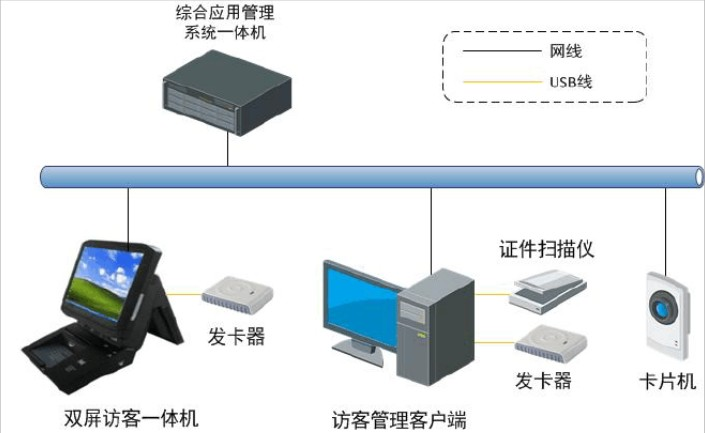 综合应用管理
系统一体机
网线
USB线
证件扫描仪
发卡器
发卡器
卡片机
双屏访客一体机
访客管理客户端